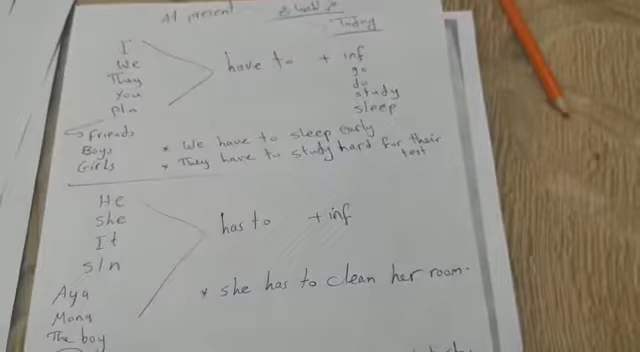 At present
Today
I
We
They
You
pln
have to + inf
go
do
study
sleep
Friends
Boys
Girls
* We have to sleep early
* They have to study hard for their test
He
she
It
sln
has to + inf
Aya
Mona
The boy
* she has to clean her room.